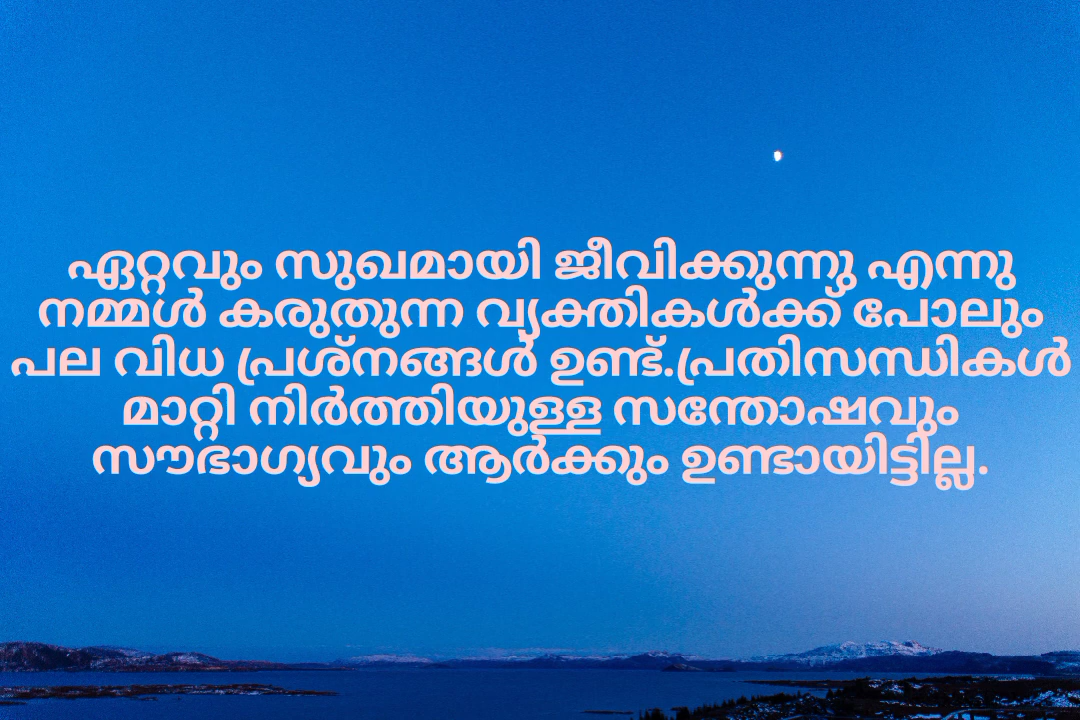 ഏറ്റവും സുഖമായി ജീവിക്കുന്നു എന്നു
നമ്മൾ കരുതുന്ന വ്യക്തികൾക്ക് പോലും
പല വിധ പ്രശ്നങ്ങൾ ഉണ്ട്.പ്രതിസന്ധികൾ
മാറ്റി നിർത്തിയുള്ള സന്തോഷവും
സൗഭാഗ്യവും ആർക്കും ഉണ്ടായിട്ടില്ല.